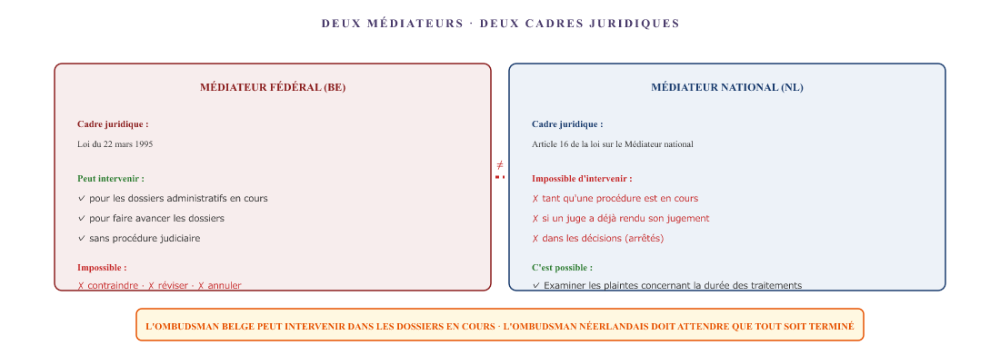 DEUX MÉDIATEURS · DEUX CADRES JURIDIQUES
MÉDIATEUR FÉDÉRAL (BE)
Cadre juridique :
Loi du 22 mars 1995
Peut intervenir :
✓ pour les dossiers administratifs en cours
✓ pour faire avancer les dossiers
✓ sans procédure judiciaire
Impossible :
✗ contraindre · ✗ réviser · ✗ annuler
≠
MÉDIATEUR NATIONAL (NL)
Cadre juridique :
Article 16 de la loi sur le Médiateur national
Impossible d'intervenir :
✗ tant qu'une procédure est en cours
✗ si un juge a déjà rendu son jugement
✗ dans les décisions (arrêtés)
C'est possible :
✓ Examiner les plaintes concernant la durée des traitements
L'OMBUDSMAN BELGE PEUT INTERVENIR DANS LES DOSSIERS EN COURS · L'OMBUDSMAN NÉERLANDAIS DOIT ATTENDRE QUE TOUT SOIT TERMINÉ